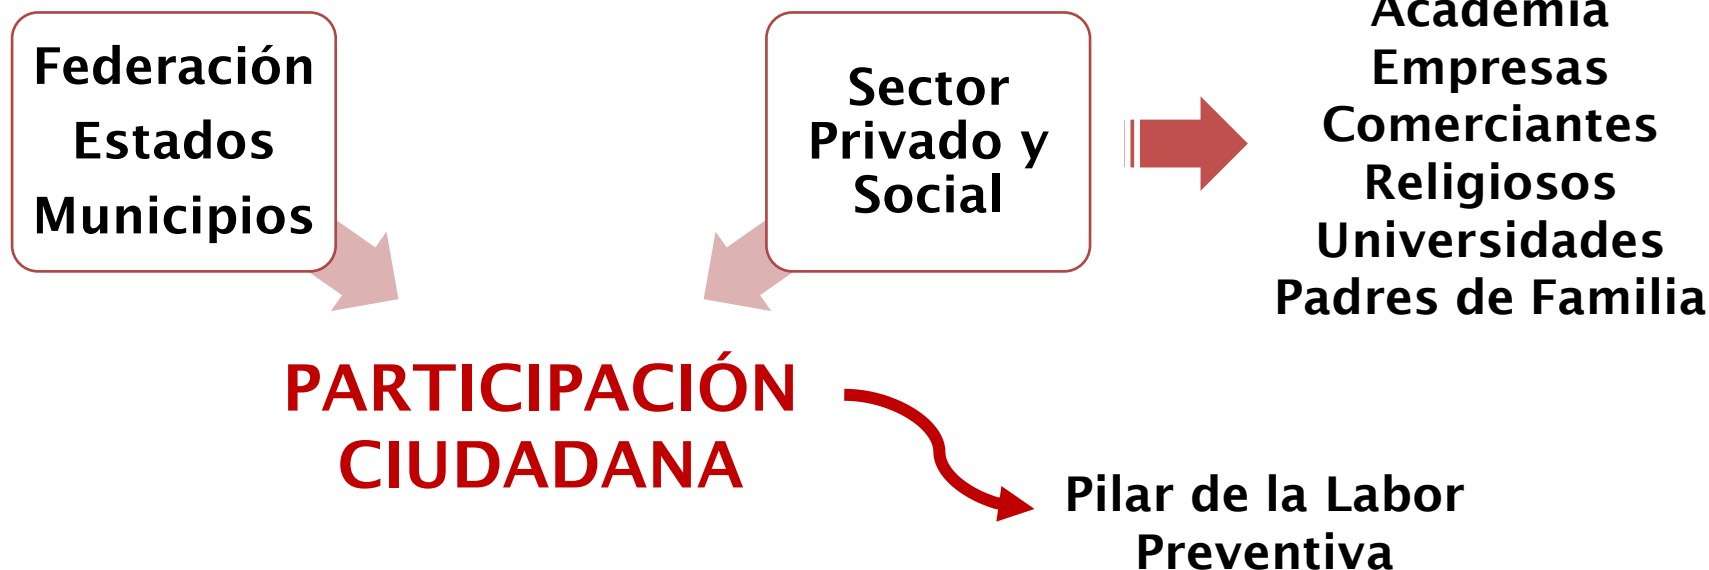 Federación
Estados
Municipios
Sector
Privado y
Social
Academia
Empresas
Comerciantes
Religiosos
Universidades
Padres de Familia
PARTICIPACIÓN
CIUDADANA
Pilar de la Labor
Preventiva